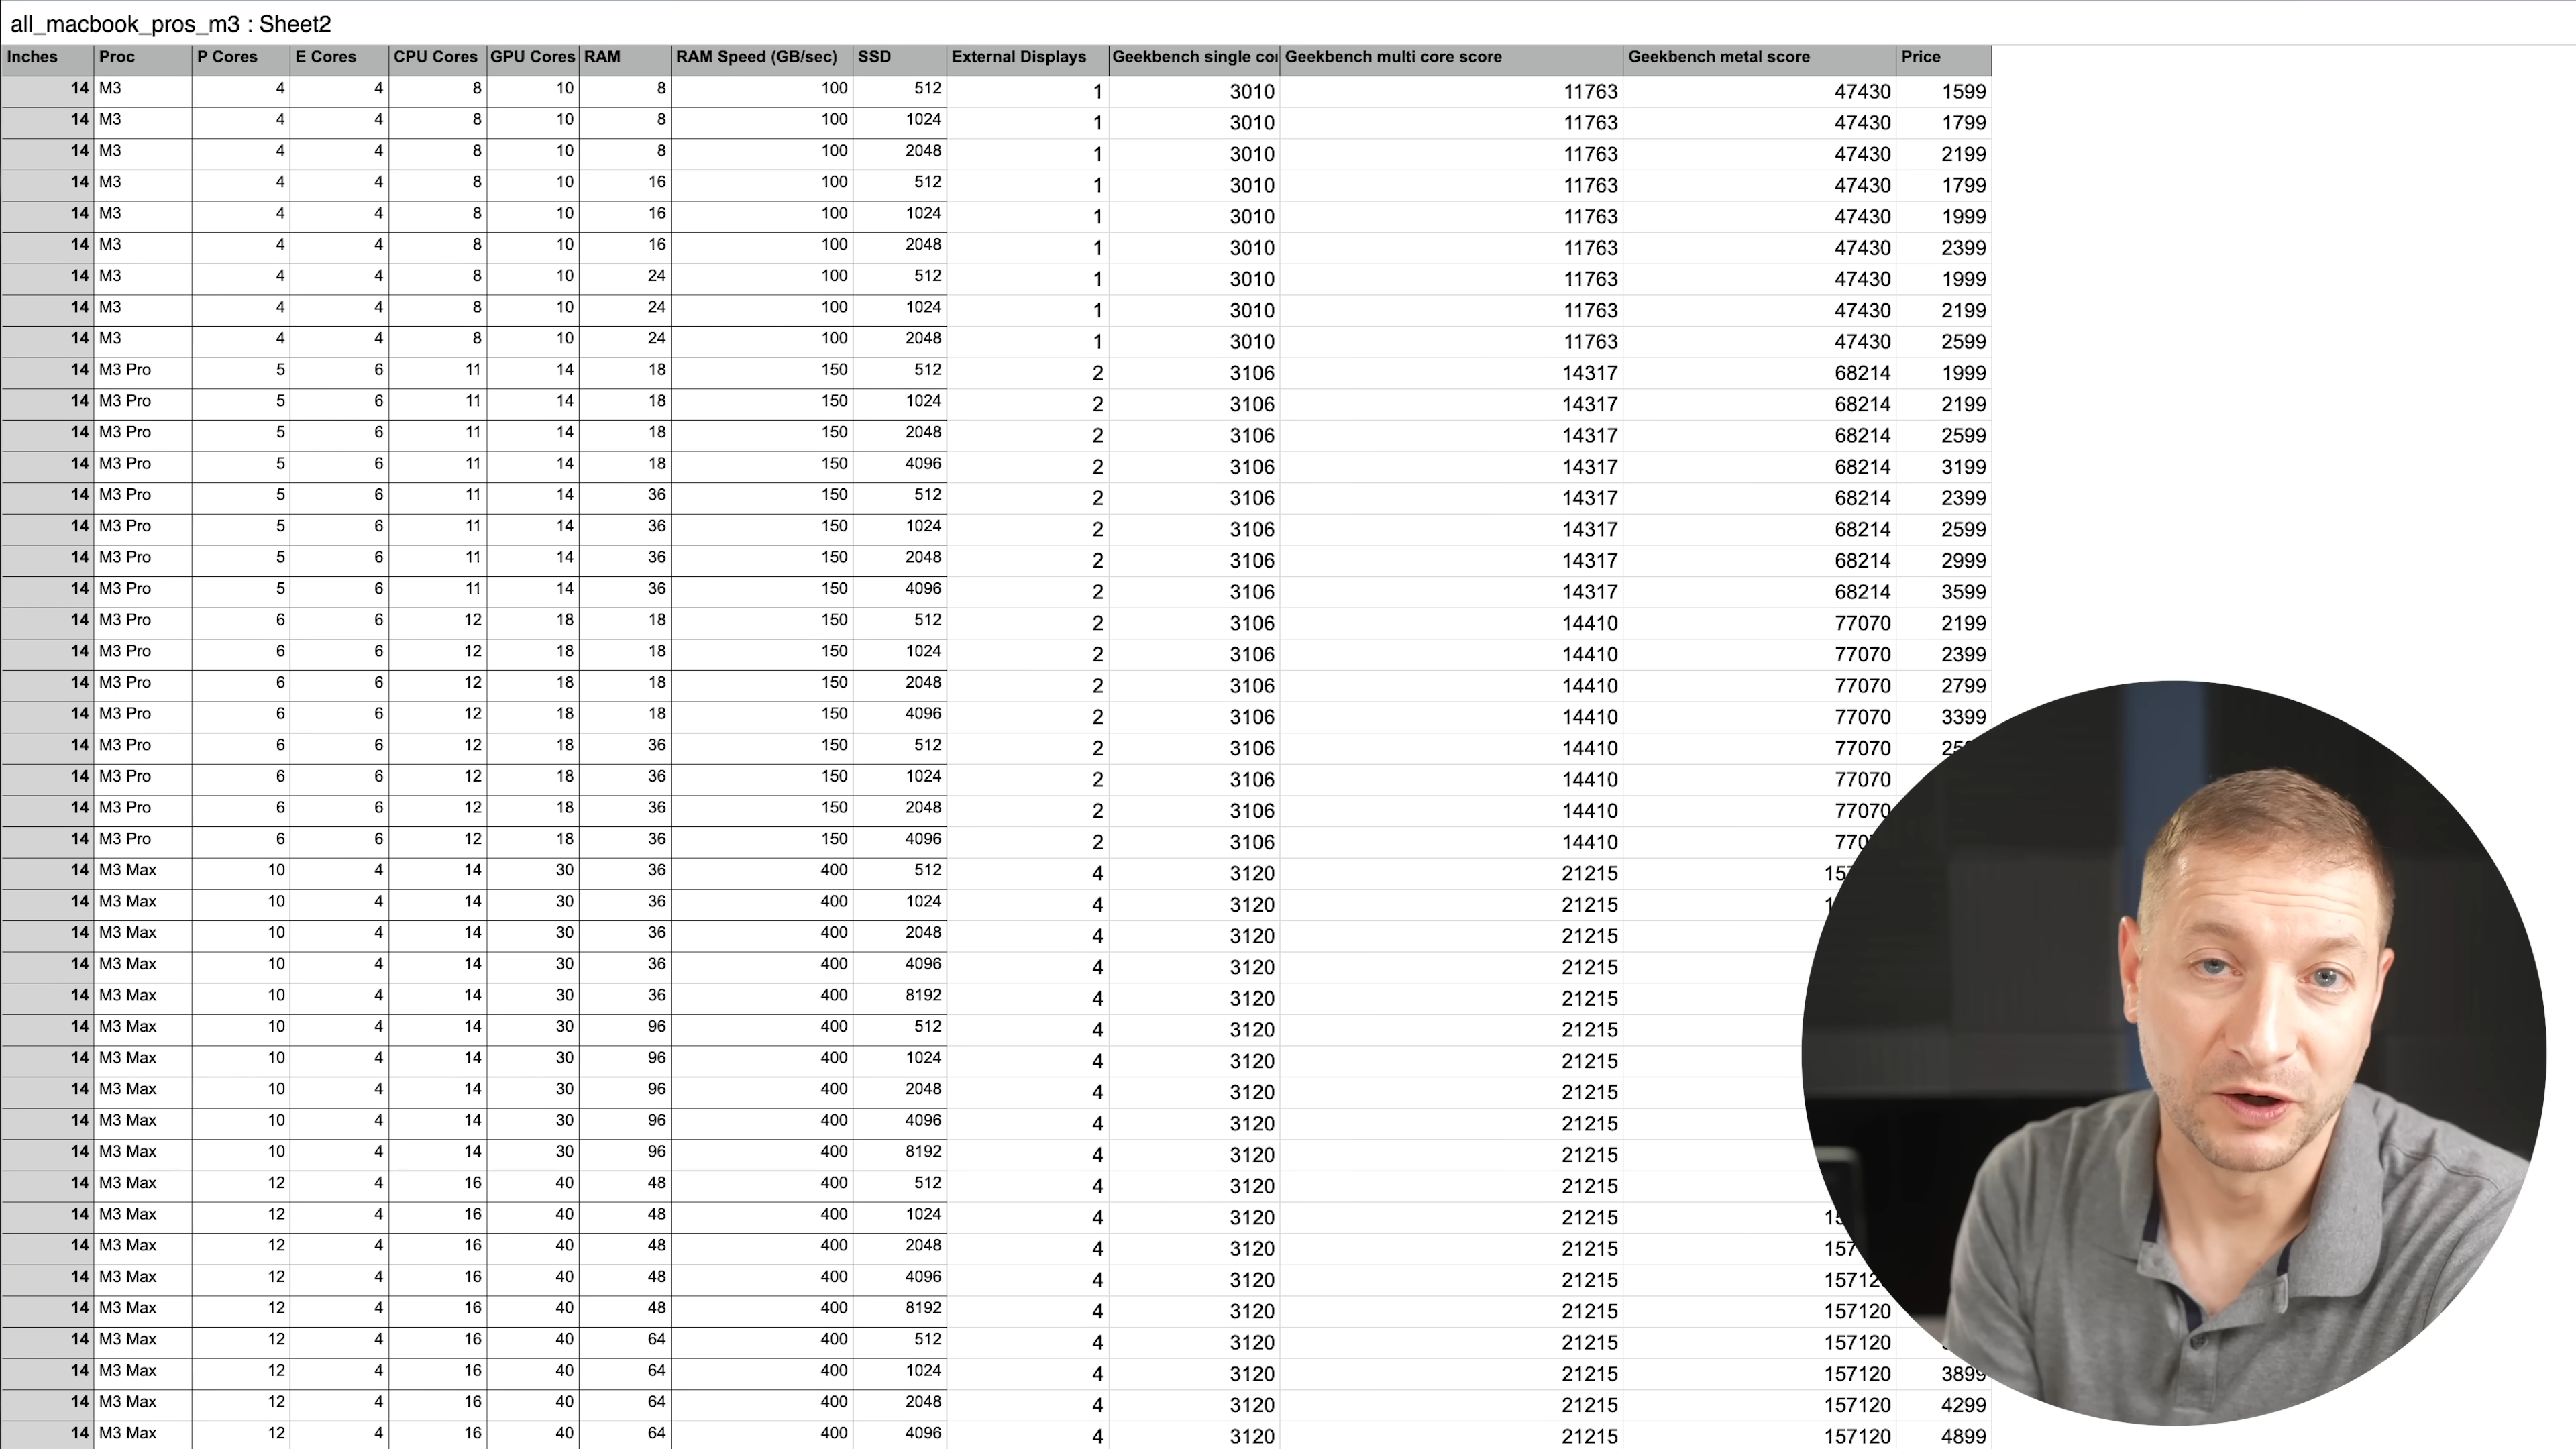 all_macbook_pros_m3 : Sheet2
Inches Proc P Cores E Cores CPU Cores GPU Cores RAM RAM Speed (GB/sec) SSD External Displays Geekbench single Geekbench multi core score Geekbench metal score Price
14 M3 4 4 8 10 8 100 512 1 3010 11763 47430 1599
14 M3 4 4 8 10 8 100 1024 1 3010 11763 47430 1799
14 M3 4 4 8 10 8 100 2048 1 3010 11763 47430 2199
14 M3 4 4 8 10 16 100 512 1 3010 11763 47430 1799
14 M3 4 4 8 10 16 100 1024 1 3010 11763 47430 1999
14 M3 4 4 8 10 16 100 2048 1 3010 11763 47430 2399
14 M3 4 4 8 10 24 100 512 1 3010 11763 47430 1999
14 M3 4 4 8 10 24 100 1024 1 3010 11763 47430 2199
14 M3 4 4 8 10 24 100 2048 1 3010 11763 47430 2599
14 M3 Pro 5 6 11 14 18 150 512 2 3106 14317 68214 1999
14 M3 Pro 5 6 11 14 18 150 1024 2 3106 14317 68214 2199
14 M3 Pro 5 6 11 14 18 150 2048 2 3106 14317 68214 2599
14 M3 Pro 5 6 11 14 18 150 4096 2 3106 14317 68214 3199
14 M3 Pro 5 6 11 14 36 150 512 2 3106 14317 68214 2399
14 M3 Pro 5 6 11 14 36 150 1024 2 3106 14317 68214 2599
14 M3 Pro 5 6 11 14 36 150 2048 2 3106 14317 68214 2999
14 M3 Pro 5 6 11 14 36 150 4096 2 3106 14317 68214 3599
14 M3 Pro 6 6 12 18 18 150 512 2 3106 14410 77070 2199
14 M3 Pro 6 6 12 18 18 150 1024 2 3106 14410 77070 2399
14 M3 Pro 6 6 12 18 18 150 2048 2 3106 14410 77070 2799
14 M3 Pro 6 6 12 18 18 150 4096 2 3106 14410 77070 3399
14 M3 Pro 6 6 12 18 36 150 512 2 3106 14410 77070
14 M3 Pro 6 6 12 18 36 150 1024 2 3106 14410 77070
14 M3 Pro 6 6 12 18 36 150 2048 2 3106 14410 77070
14 M3 Pro 6 6 12 18 36 150 4096 2 3106 14410
14 M3 Max 10 4 14 30 36 400 512 4 3120 21215
14 M3 Max 10 4 14 30 36 400 1024 4 3120 21215
14 M3 Max 10 4 14 30 36 400 2048 4 3120 21215
14 M3 Max 10 4 14 30 36 400 4096 4 3120 21215
14 M3 Max 10 4 14 30 36 400 8192 4 3120 21215
14 M3 Max 10 4 14 30 96 400 512 4 3120 21215
14 M3 Max 10 4 14 30 96 400 1024 4 3120 21215
14 M3 Max 10 4 14 30 96 400 2048 4 3120 21215
14 M3 Max 10 4 14 30 96 400 4096 4 3120 21215
14 M3 Max 10 4 14 30 96 400 8192 4 3120 21215
14 M3 Max 12 4 16 40 48 400 512 4 3120 21215
14 M3 Max 12 4 16 40 48 400 1024 4 3120 21215
14 M3 Max 12 4 16 40 48 400 2048 4 3120 21215
14 M3 Max 12 4 16 40 48 400 4096 4 3120 21215
14 M3 Max 12 4 16 40 48 400 8192 4 3120 21215 157120
14 M3 Max 12 4 16 40 64 400 512 4 3120 21215 157120
14 M3 Max 12 4 16 40 64 400 1024 4 3120 21215 157120 3899
14 M3 Max 12 4 16 40 64 400 2048 4 3120 21215 157120 4299
14 M3 Max 12 4 16 40 64 400 4096 4 3120 21215 157120 4899